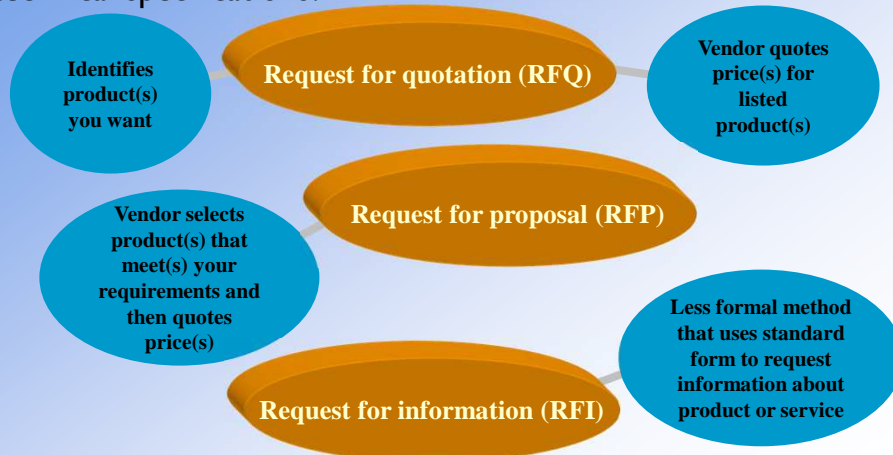 Identifies
product(s)
you want
Request for quotation (RFQ)
Vendor quotes
price(s) for
listed
product(s)
Request for proposal (RFP)
Vendor selects
product(s) that
meet(s) your
requirements and
then quotes
price(s)
Less formal method
that uses standard
form to request
information about
product or service
Request for information (RFI)